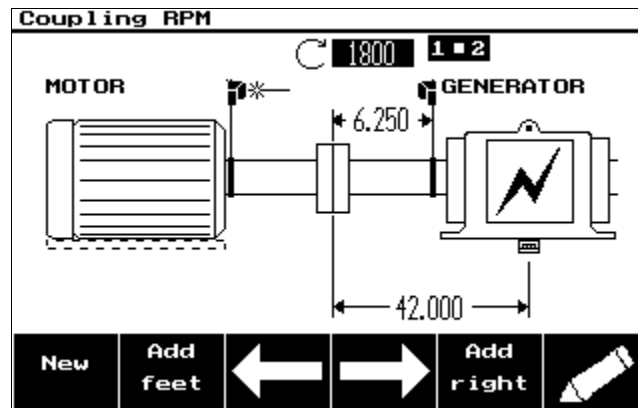 Coupling RPM
1800 1▪2
MOTOR
GENERATOR
6.250
42.000
New
Add feet
Add right